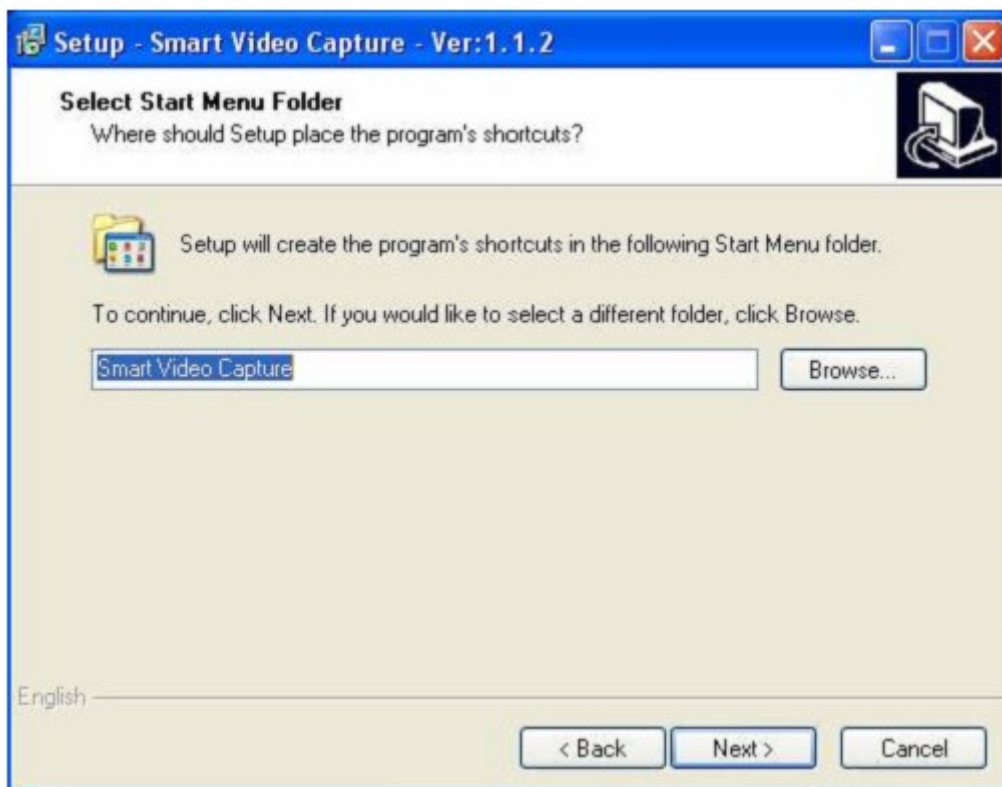 Setup - Smart Video Capture - Ver:1.1.2
Select Start Menu Folder
Where should Setup place the program's shortcuts?
Setup will create the program's shortcuts in the following Start Menu folder.
To continue, click Next. If you would like to select a different folder, click Browse.
Smart Video Capture Browse...
English
< Back Next > Cancel